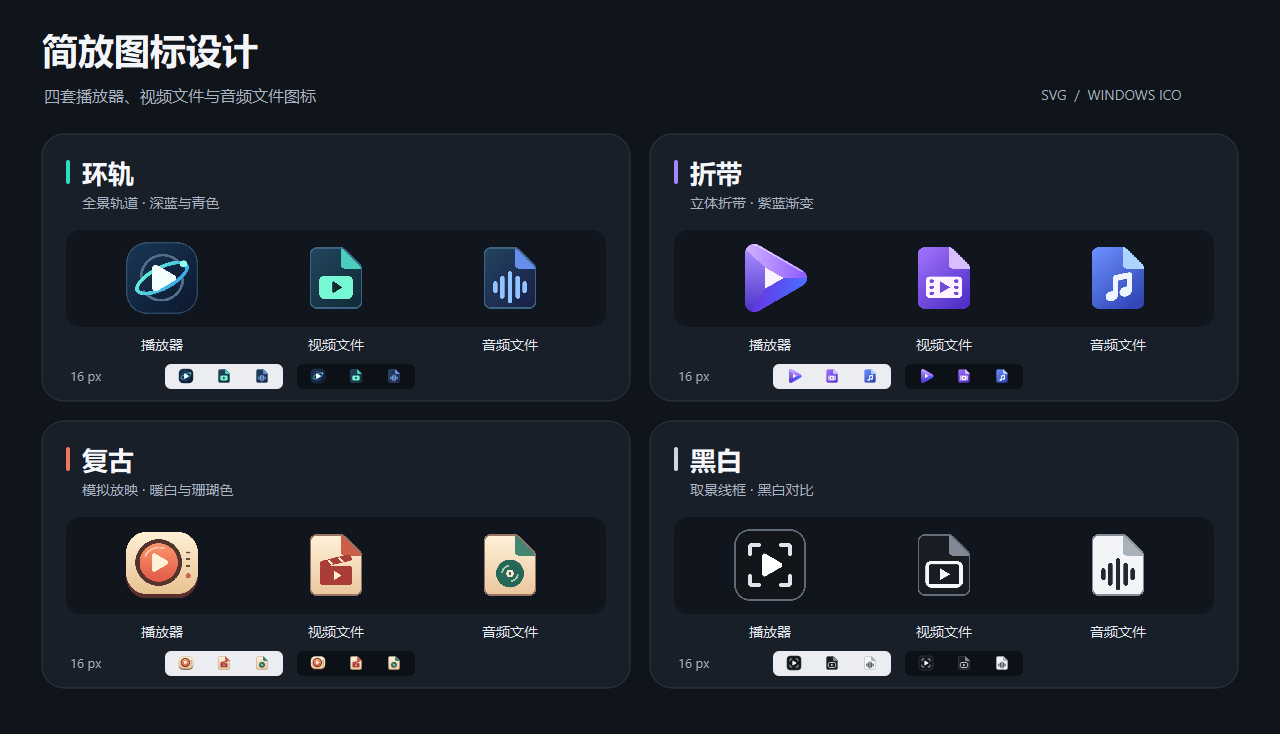 简放图标设计
四套播放器、视频文件与音频文件图标
SVG / WINDOWS ICO
环轨
全景轨道 · 深蓝与青色
播放器 视频文件 音频文件
16 px
折带
立体折带 · 紫蓝渐变
播放器 视频文件 音频文件
16 px
复古
模拟放映 · 暖白与珊瑚色
播放器 视频文件 音频文件
16 px
黑白
取景线框 · 黑白对比
播放器 视频文件 音频文件
16 px